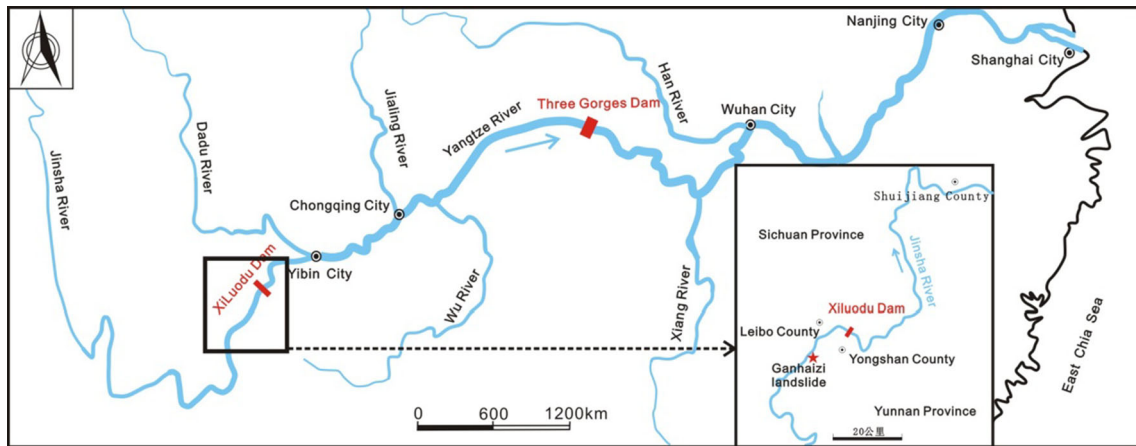 Nanjing City
Shanghai City
Han River
Three Gorges Dam
Wuhan City
Jialing River
Yangtze River
Dadu River
Jinsha River
Chongqing City
XiLuodu Dam
Yibin City
Wu River
Xiang River
East Chia Sea
Shuijiang County
Sichuan Province
Jinsha River
Xiluodu Dam
Leibo County
Yongshan County
Ganhaizi
landslide
Yunnan Province
20公里
0 600 1200km